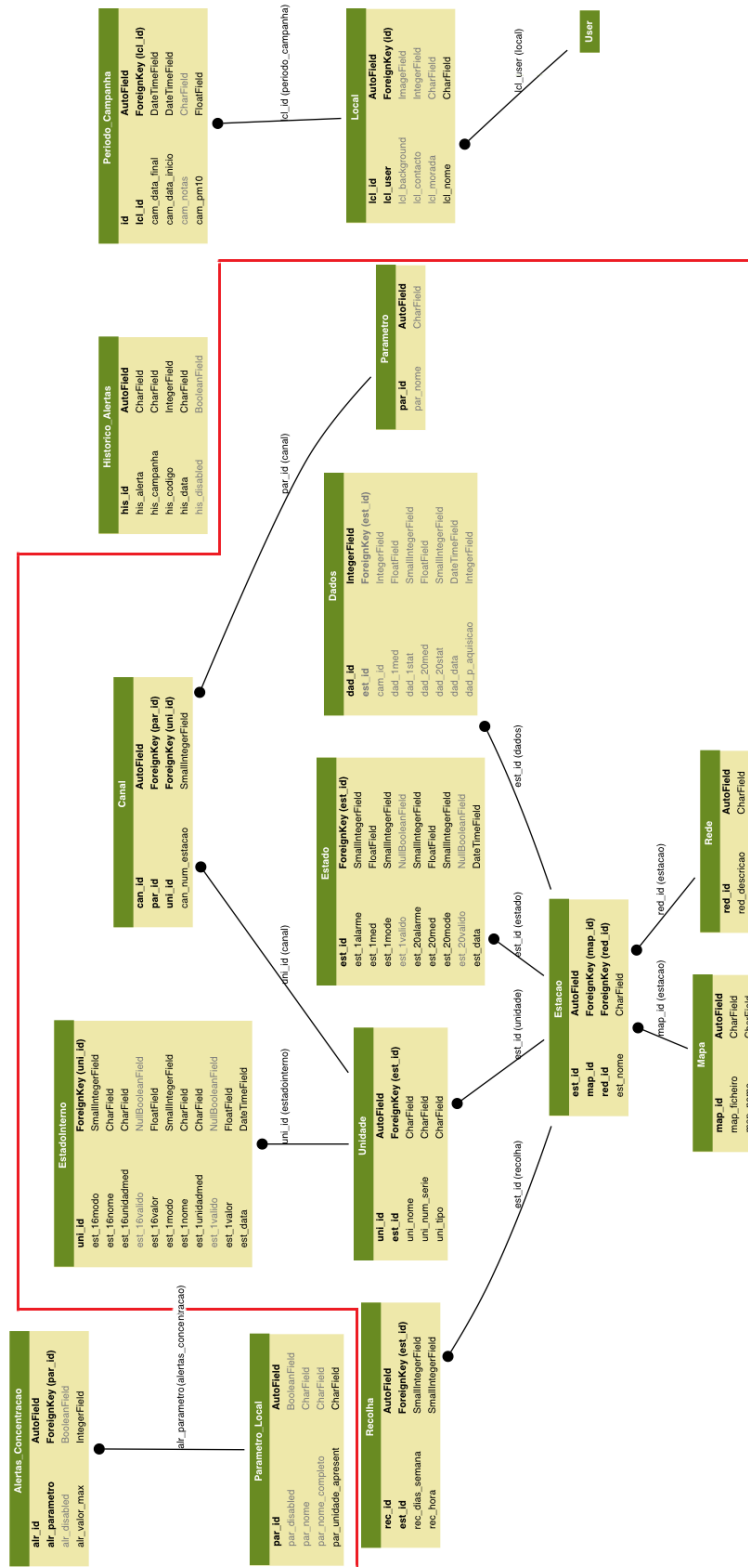 Alertas_Concentracao
alr_id AutoField
alr_parametro ForeignKey (par_id)
alr_disabled BooleanField
alr_valor_max IntegerField
alr_parametro(alertas_concentracao)
Parametro_Local
par_id AutoField
par_disabled BooleanField
par_nome CharField
par_nome_completo CharField
par_unidade_apresent CharField
Recolha
rec_id AutoField
est_id ForeignKey (est_id)
rec_dias_semana SmallIntegerField
rec_hora SmallIntegerField
est_id (recolha)
EstadoInterno
uni_id ForeignKey (uni_id)
est_16modo SmallIntegerField
est_16nome CharField
est_16unidadmed CharField
est_16valido NullBooleanField
est_16valor FloatField
est_1modo SmallIntegerField
est_1nome CharField
est_1unidadmed CharField
est_1valido NullBooleanField
est_1valor FloatField
est_data DateTimeField
uni_id (estadointerno)
Unidade
uni_id AutoField
est_id ForeignKey (est_id)
uni_nome CharField
uni_num_serie CharField
uni_tipo CharField
est_id (unidade)
Canal
can_id AutoField
par_id ForeignKey (par_id)
uni_id ForeignKey (uni_id)
can_num_estacao SmallIntegerField
uni_id (canal)
par_id (canal)
Estado
est_id ForeignKey (est_id)
est_1alarme SmallIntegerField
est_1med FloatField
est_1mode SmallIntegerField
est_1valido NullBooleanField
est_20alarme SmallIntegerField
est_20med FloatField
est_20mode SmallIntegerField
est_20valido NullBooleanField
est_data DateTimeField
est_id (estado)
Dados
dad_id IntegerField
est_id ForeignKey (est_id)
cam_id IntegerField
dad_1med FloatField
dad_1stat SmallIntegerField
dad_20med FloatField
dad_20stat SmallIntegerField
dad_data DateTimeField
dad_p_aquisicao IntegerField
est_id (dados)
Estacao
est_id AutoField
map_id ForeignKey (map_id)
red_id ForeignKey (red_id)
est_nome CharField
map_id (estacao)
red_id (estacao)
Mapa
map_id AutoField
map_ficheiro CharField
Rede
red_id AutoField
red_descricao CharField
Historico_Alertas
his_id AutoField
his_alerta CharField
his_campanha CharField
his_codigo IntegerField
his_data CharField
his_disabled BooleanField
Parametro
par_id AutoField
par_nome CharField
Periodo_Campanha
id AutoField
lcl_id ForeignKey (lcl_id)
cam_data_final DateTimeField
cam_data_inicio DateTimeField
cam_notas CharField
cam_pm10 FloatField
lcl_id (periodo_campanha)
Local
lcl_id AutoField
lcl_user ForeignKey (id)
lcl_background ImageField
lcl_contacto IntegerField
lcl_morada CharField
lcl_nome CharField
lcl_user (local)
User